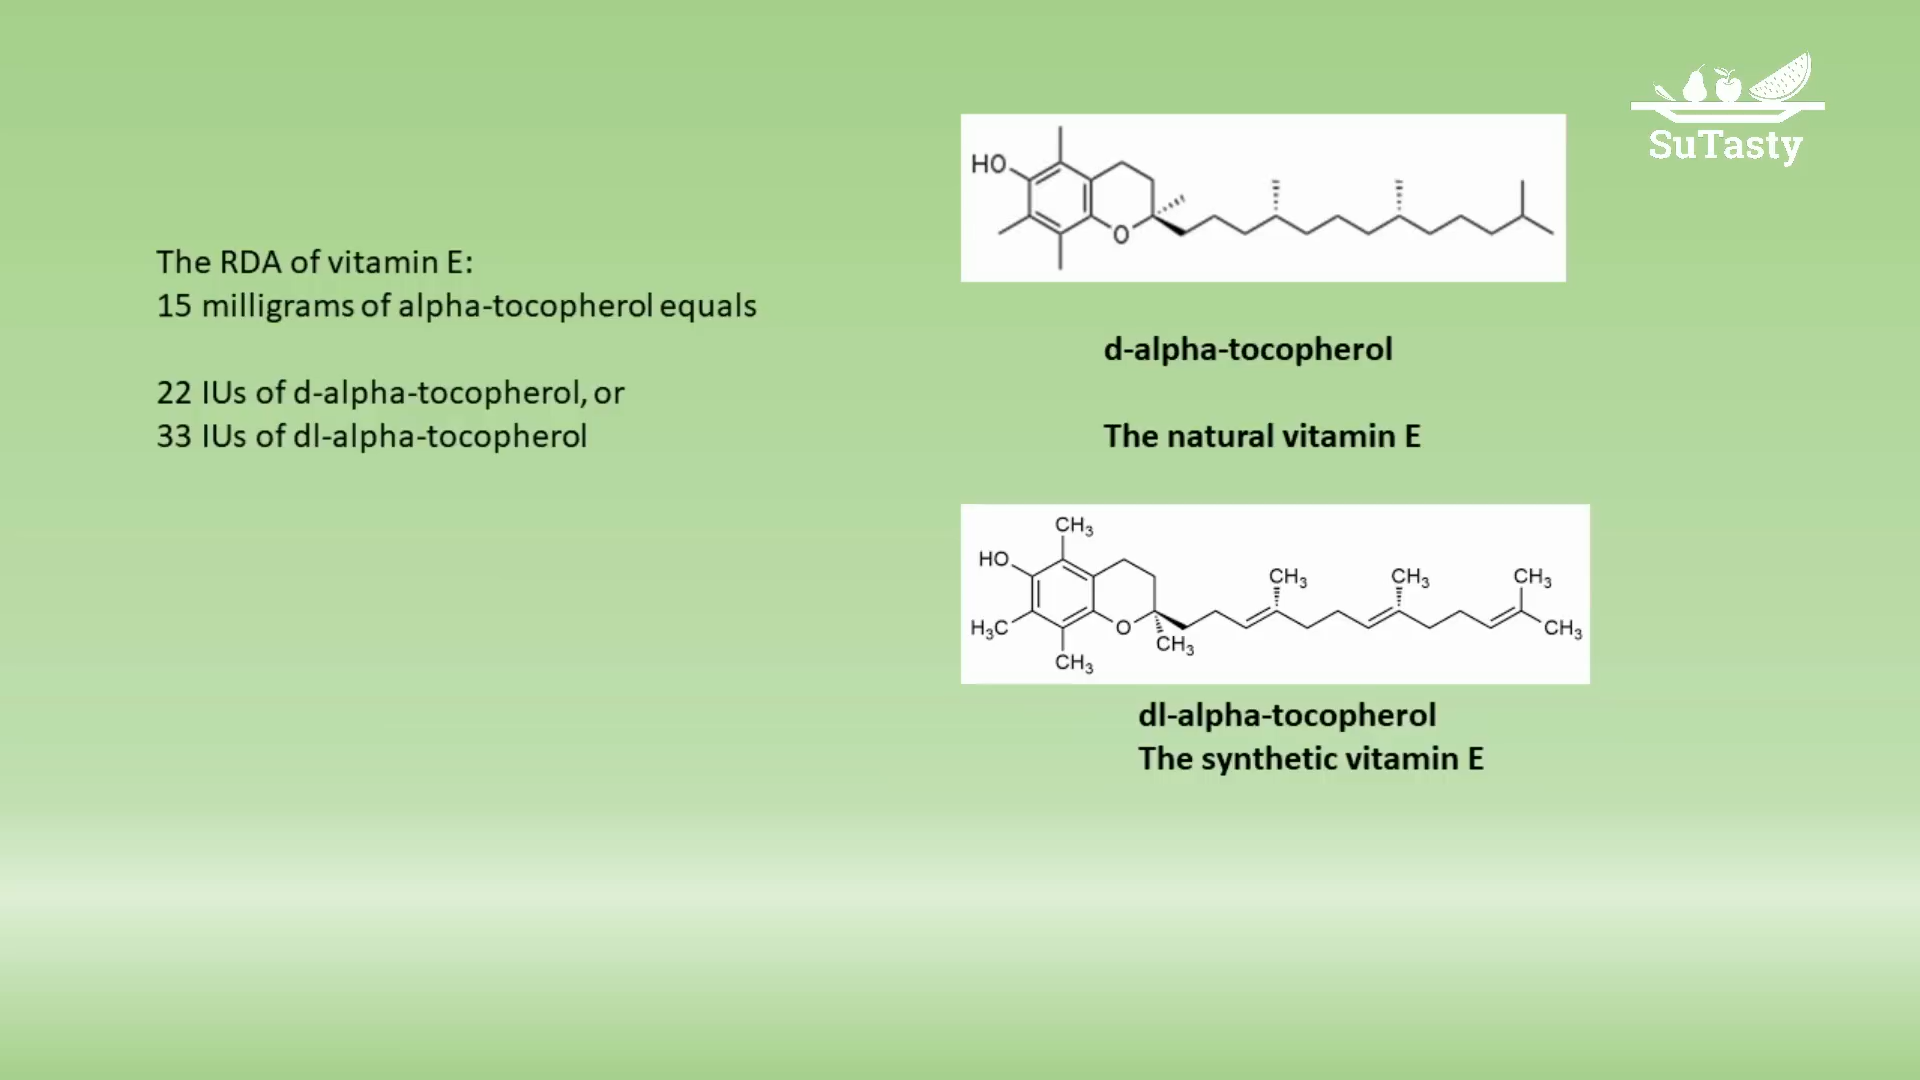 SuTasty
The RDA of vitamin E:
15 milligrams of alpha-tocopherol equals
22 IUs of d-alpha-tocopherol, or
33 IUs of dl-alpha-tocopherol
HO
O
d-alpha-tocopherol
The natural vitamin E
CH₃
HO
CH₃ CH₃ CH₃
H₃C O CH₃ CH₃
CH₃
dl-alpha-tocopherol
The synthetic vitamin E